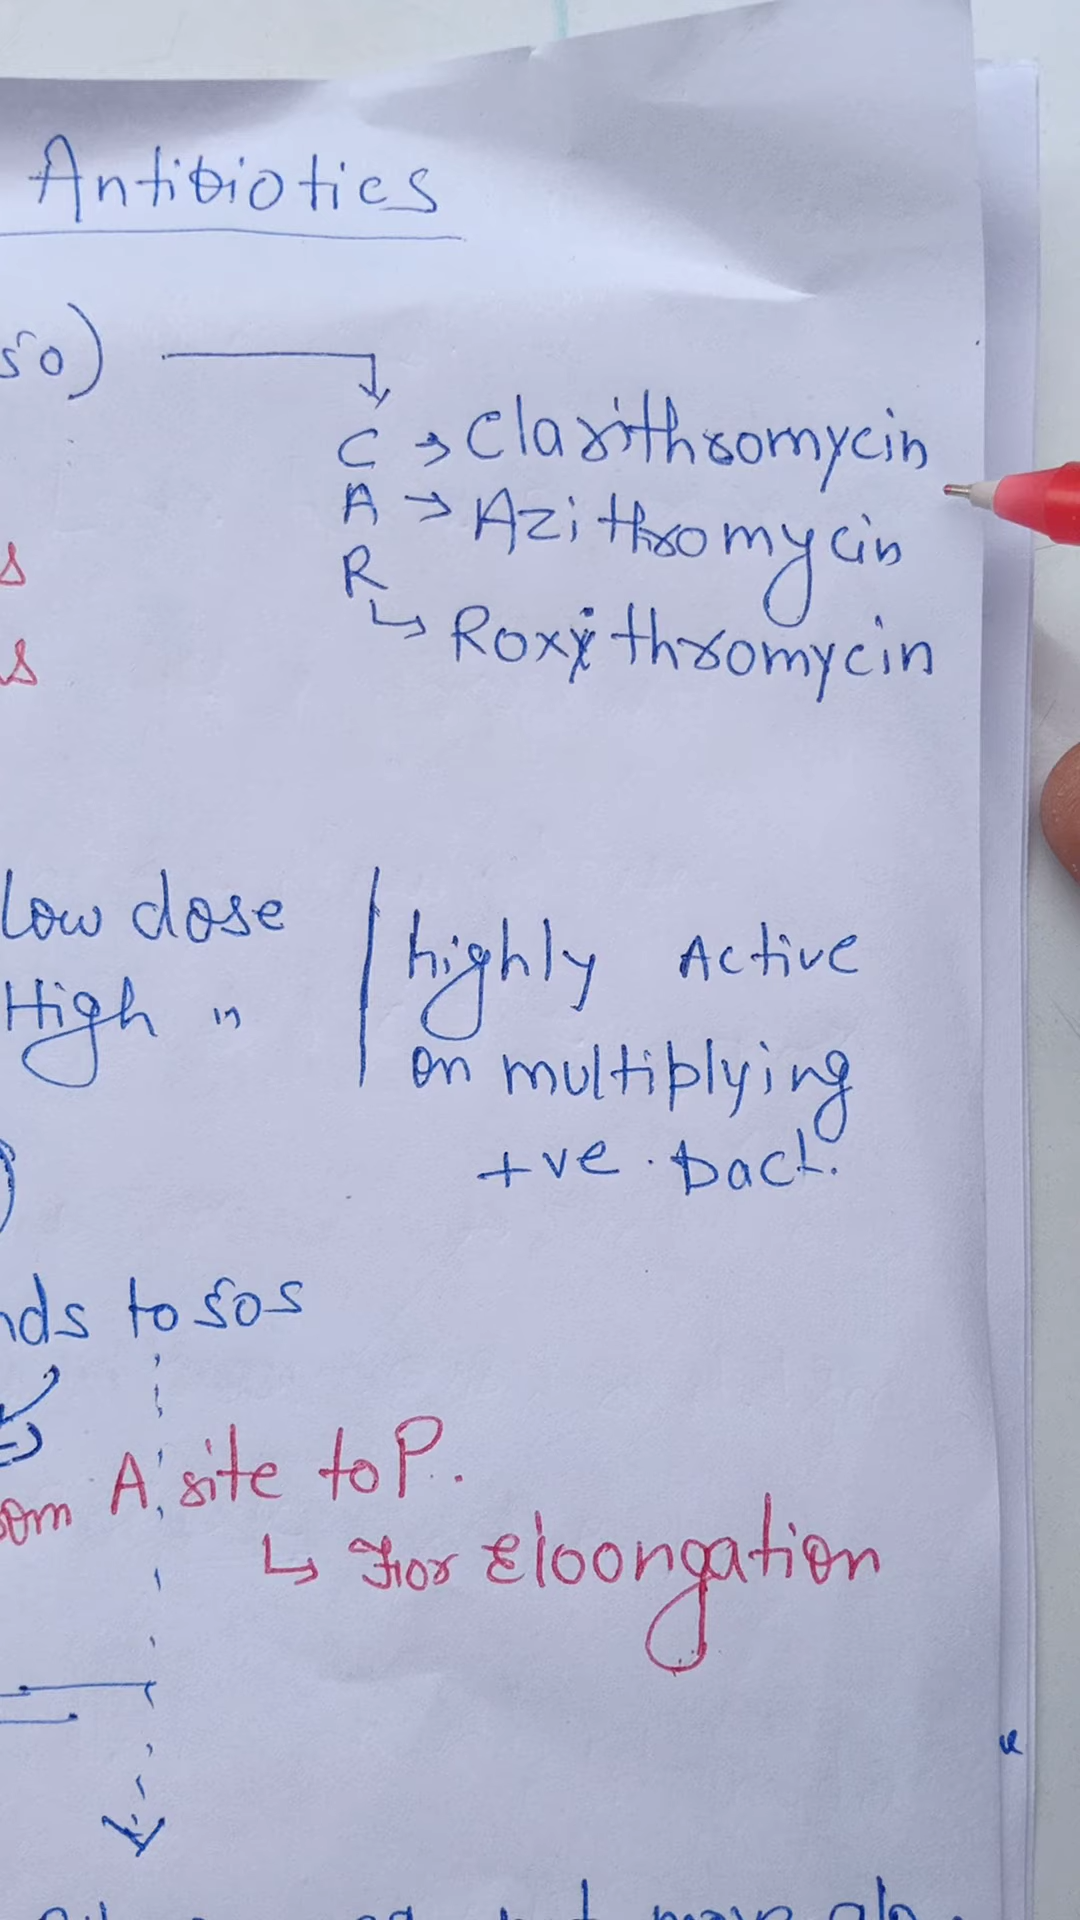 Antibiotics
50)
C → Clarithromycin
A → Azithromycin
R
↳ Roxithromycin
s
s
Low dose
High "
highly Active
on multiplying
+ve. bact.
nds to 50s
om A site to P.
↳ For Eloongation